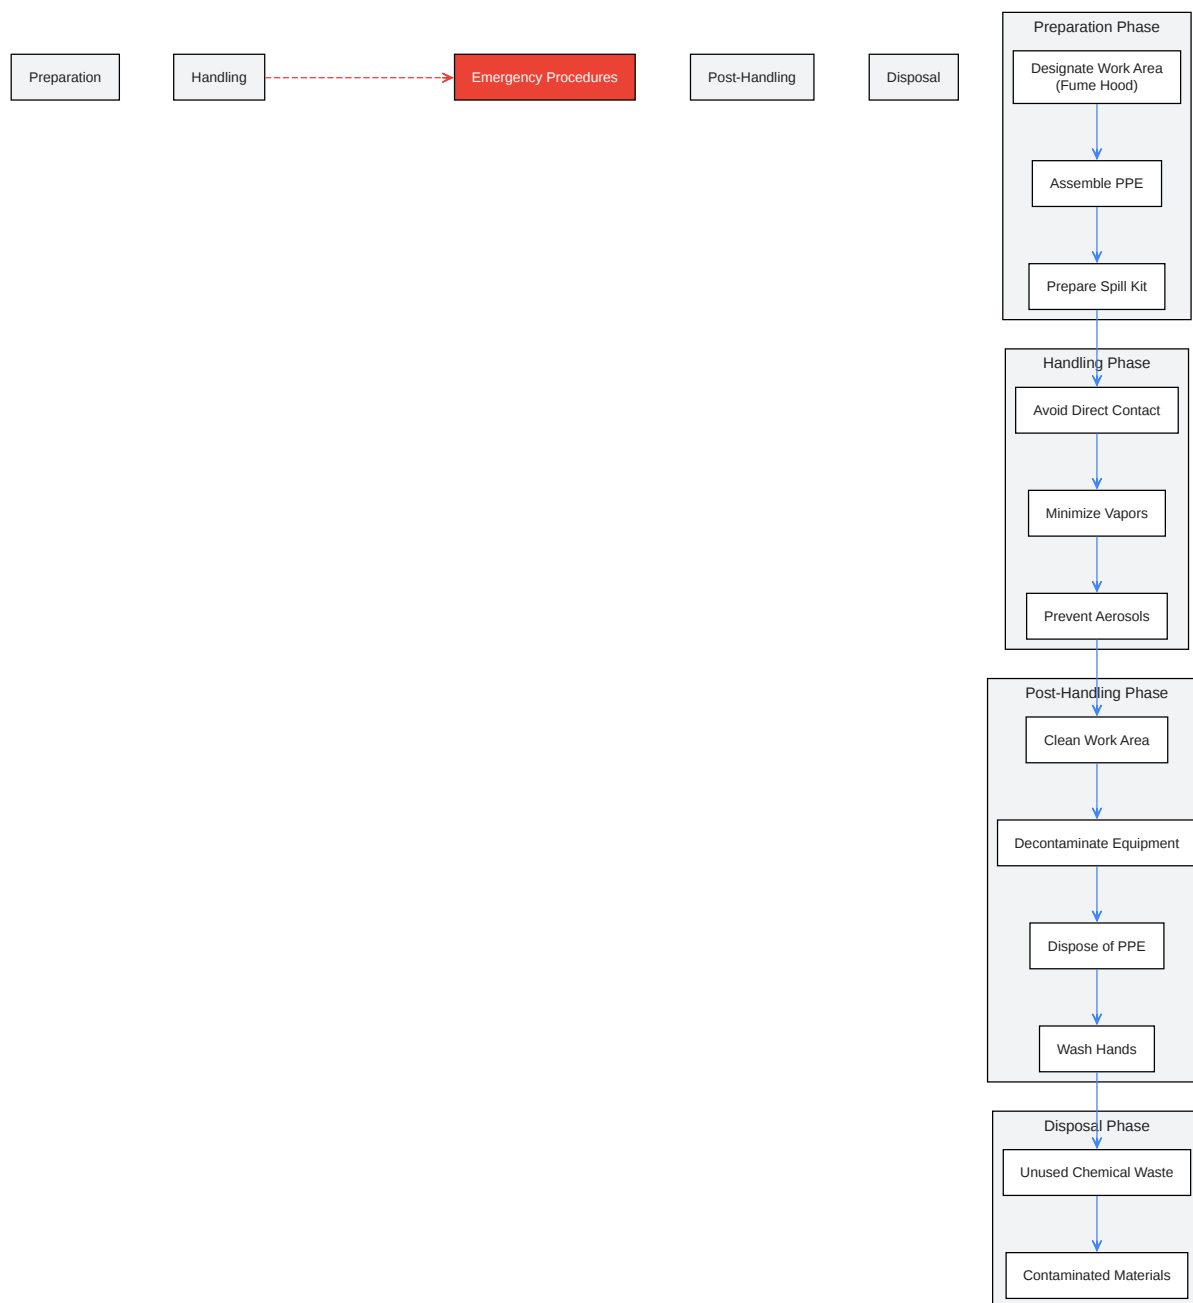 Preparation
Handling
Emergency Procedures
Post-Handling
Disposal
Preparation Phase
Designate Work Area
(Fume Hood)
Assemble PPE
Prepare Spill Kit
Handling Phase
Avoid Direct Contact
Minimize Vapors
Prevent Aerosols
Post-Handling Phase
Clean Work Area
Decontaminate Equipment
Dispose of PPE
Wash Hands
Disposal Phase
Unused Chemical Waste
Contaminated Materials